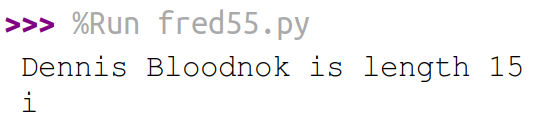 >>> %Run fred55.py
Dennis Bloodnok is length 15
i